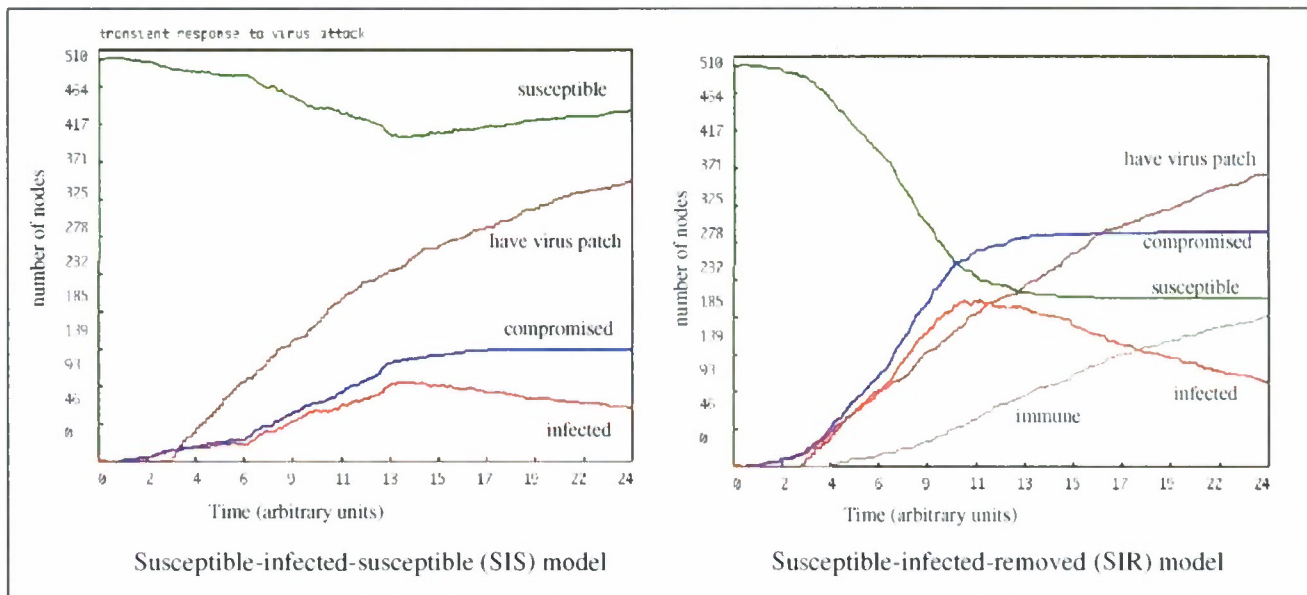 transient response to virus attack
510
464
417
371
325
278
232
185
139
93
46
0
number of nodes
susceptible
have virus patch
compromised
infected
0 2 4 6 9 11 13 15 17 19 22 24
Time (arbitrary units)
Susceptible-infected-susceptible (SIS) model
510
464
417
371
325
278
232
185
139
93
46
0
number of nodes
have virus patch
compromised
susceptible
infected
immune
0 2 4 6 9 11 13 15 17 19 22 24
Time (arbitrary units)
Susceptible-infected-removed (SIR) model